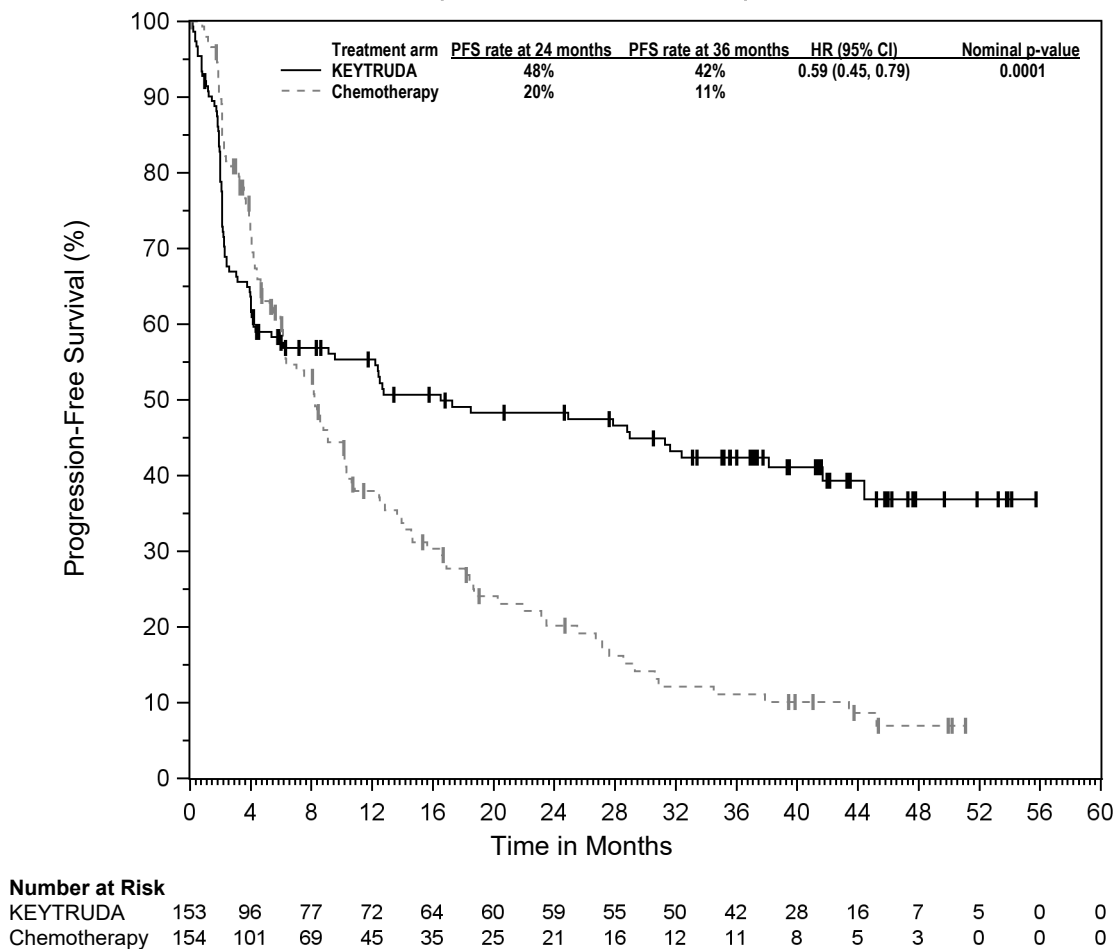 Treatment arm PFS rate at 24 months PFS rate at 36 months HR (95% CI) Nominal p-value
KEYTRUDA 48% 42% 0.59 (0.45, 0.79) 0.0001
Chemotherapy 20% 11%
100
90
80
70
60
50
40
30
20
10
0
Progression-Free Survival (%)
0 4 8 12 16 20 24 28 32 36 40 44 48 52 56 60
Time in Months
Number at Risk
KEYTRUDA 153 96 77 72 64 60 59 55 50 42 28 16 7 5 0 0
Chemotherapy 154 101 69 45 35 25 21 16 12 11 8 5 3 0 0 0